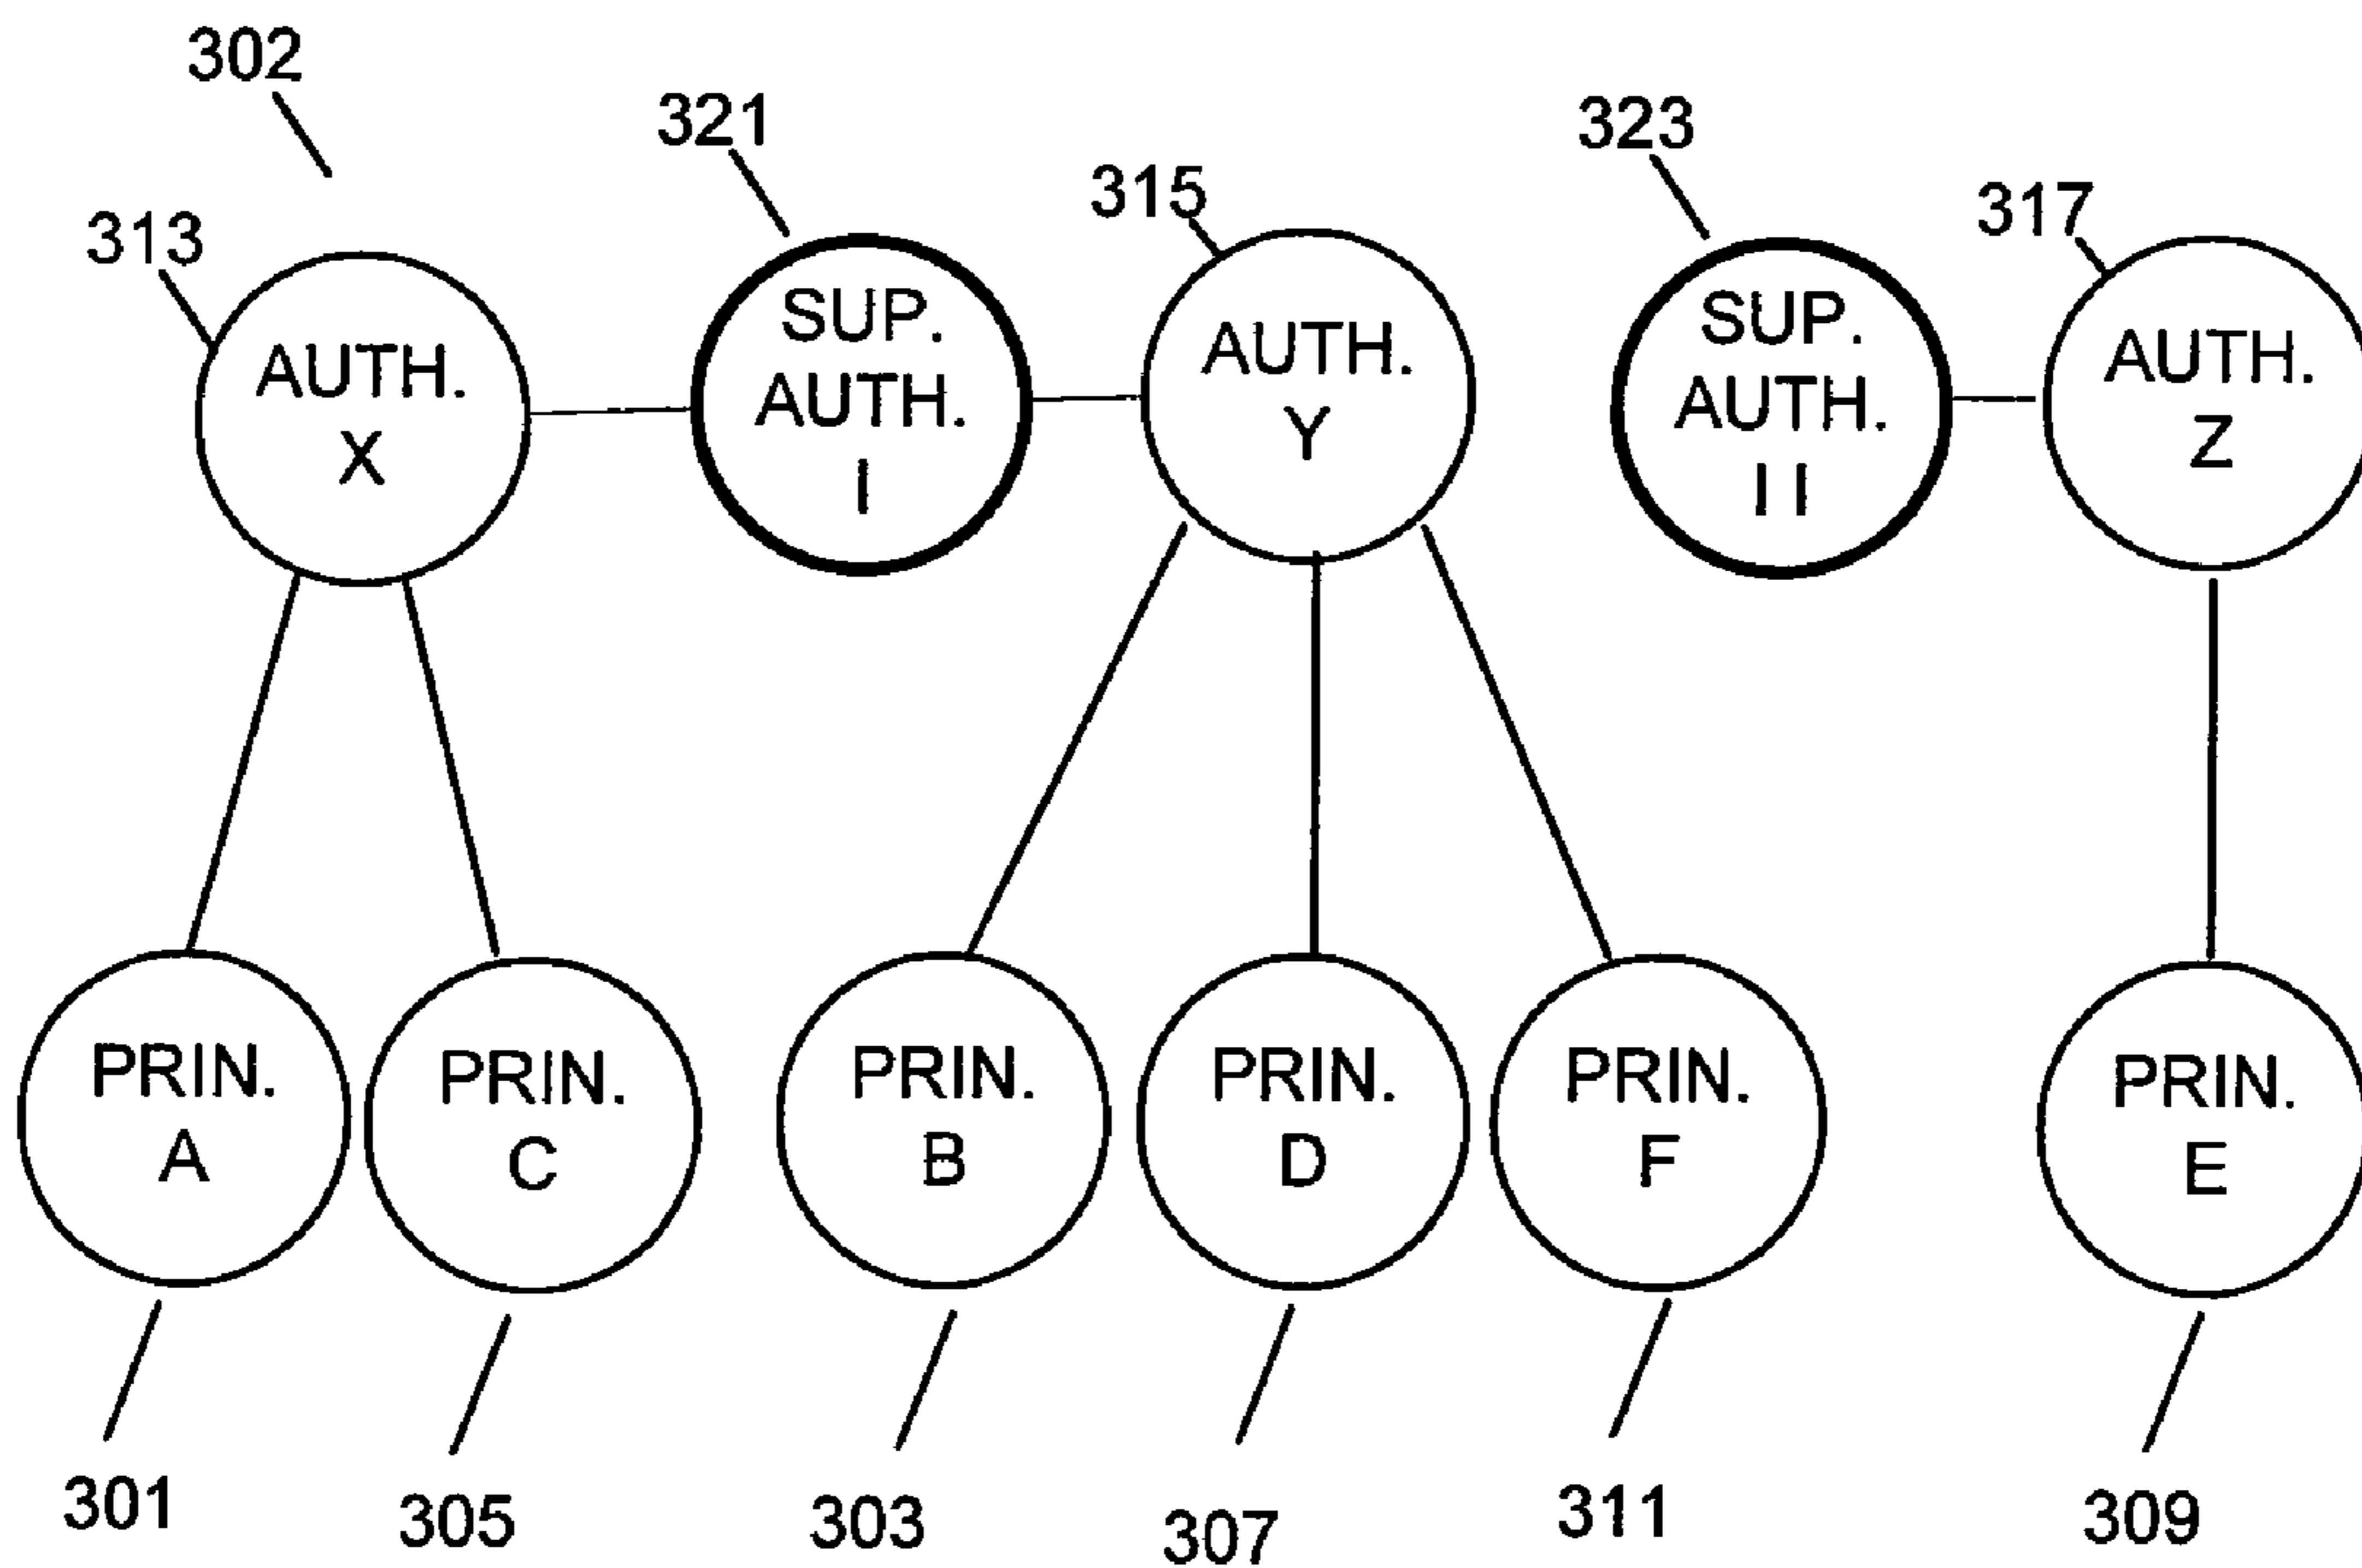 302
321
323
315
317
313
AUTH.
X
SUP.
AUTH.
I
AUTH.
Y
SUP.
AUTH.
II
AUTH.
Z
PRIN.
A
PRIN.
C
PRIN.
B
PRIN.
D
PRIN.
F
PRIN.
E
301
305
303
307
311
309